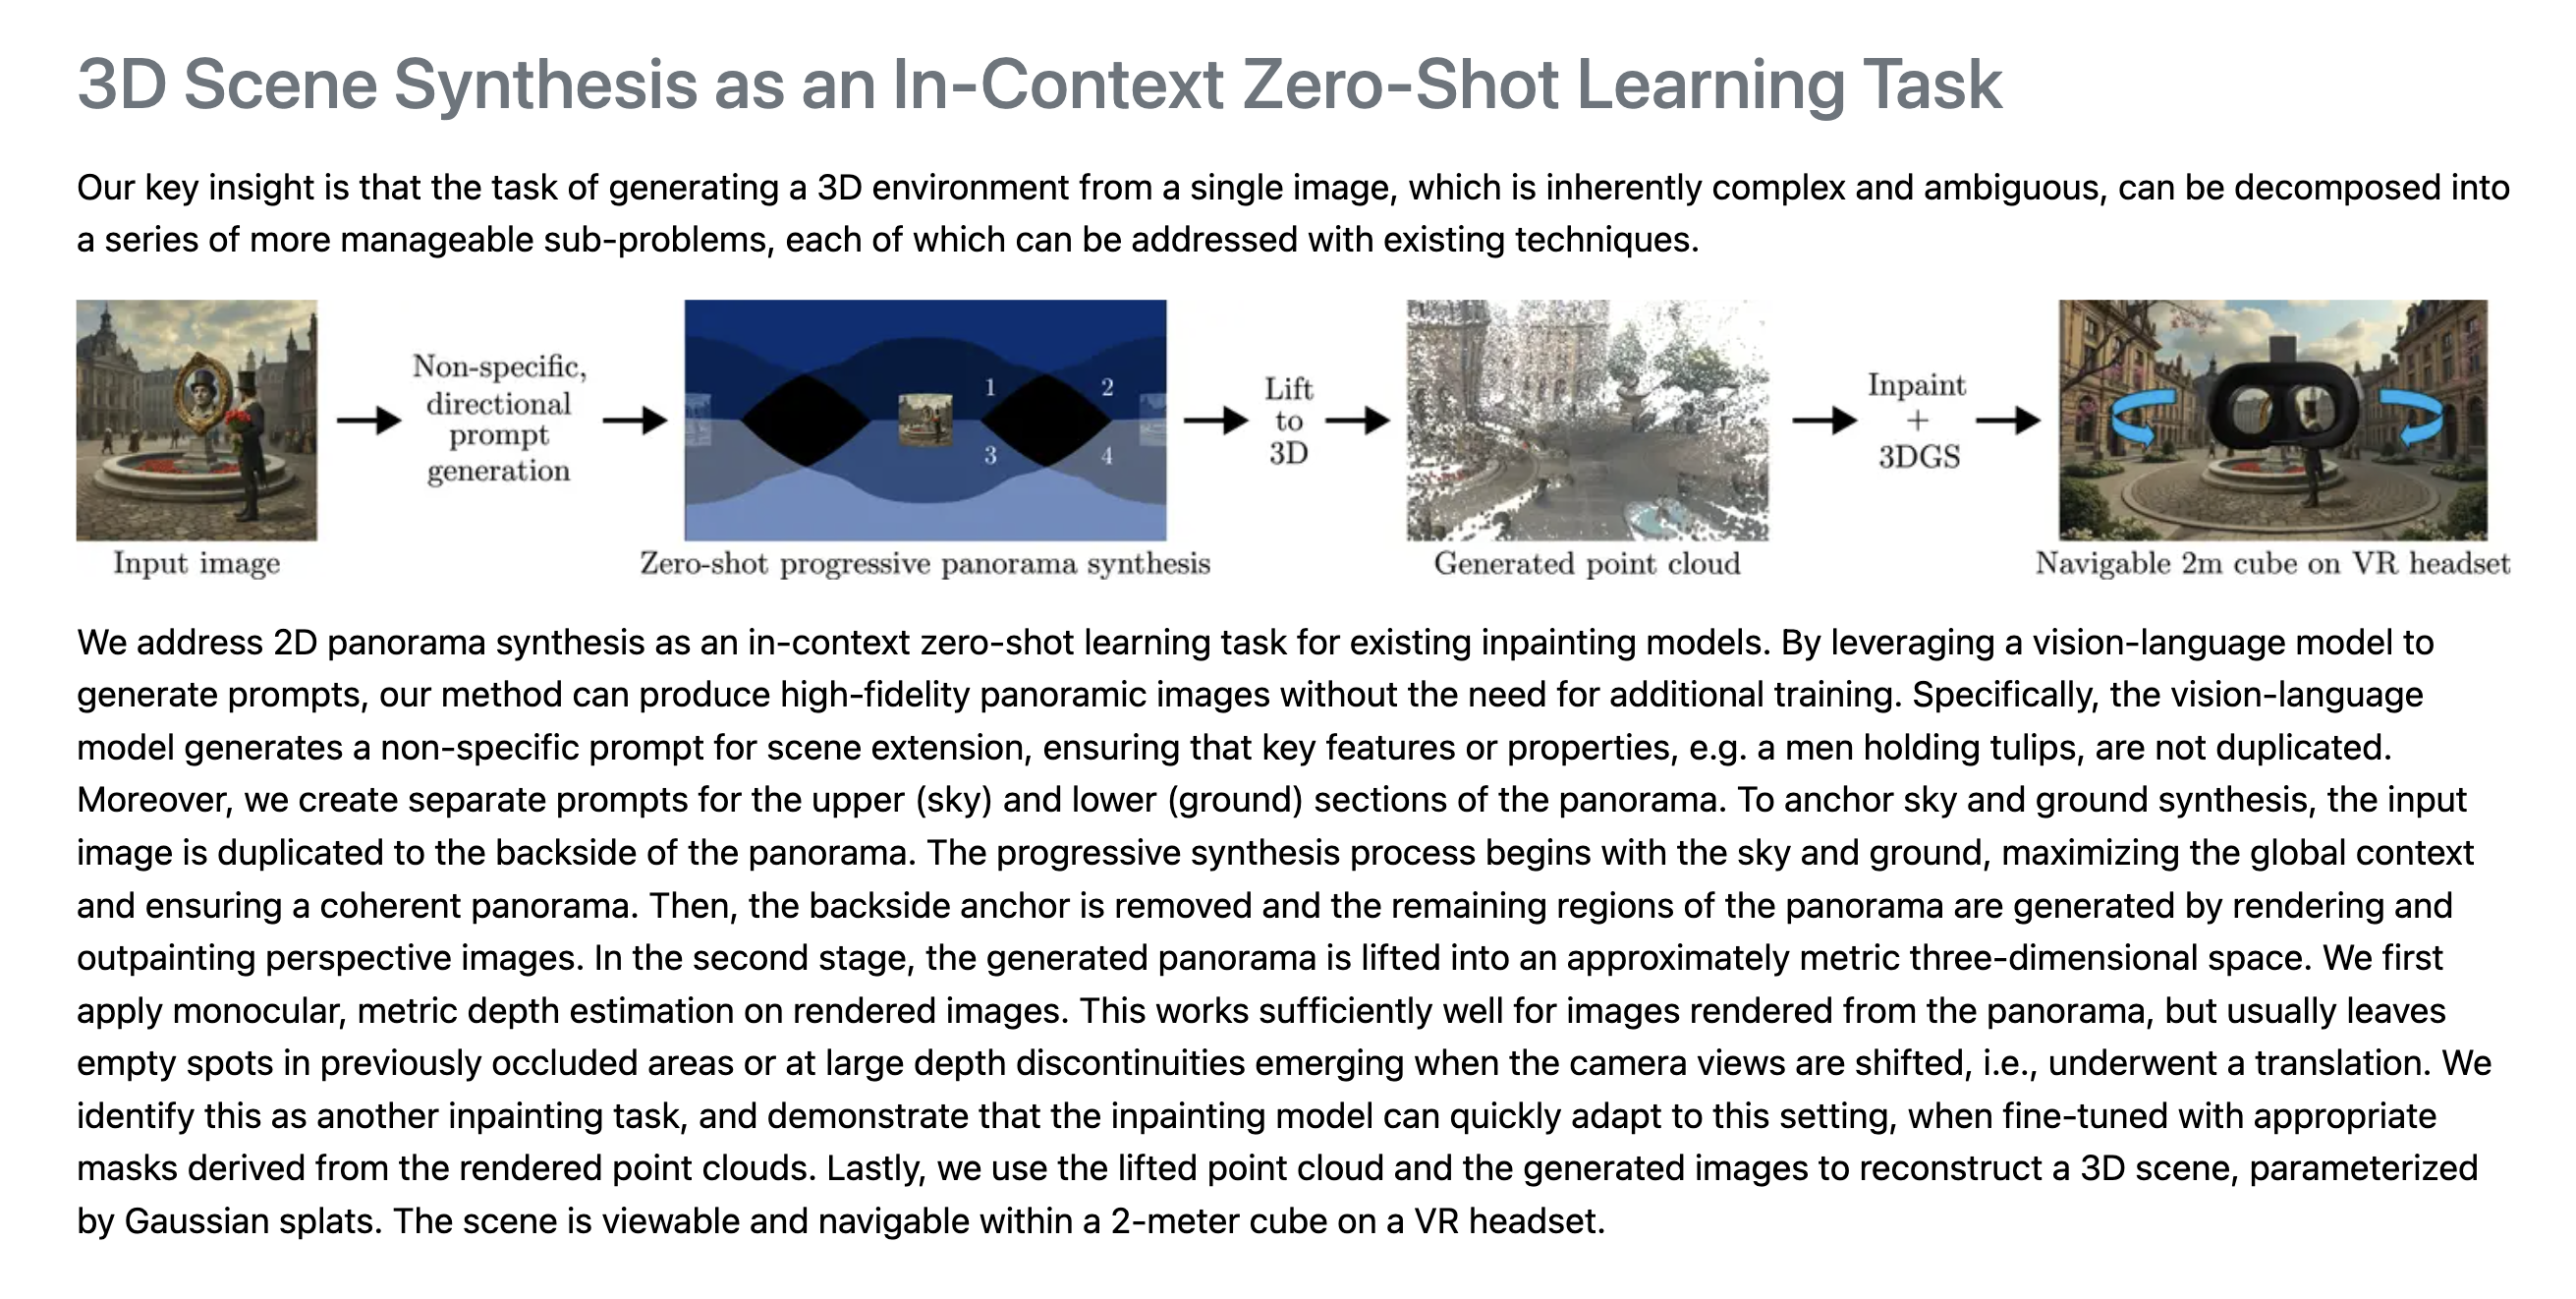 3D Scene Synthesis as an In-Context Zero-Shot Learning Task
Our key insight is that the task of generating a 3D environment from a single image, which is inherently complex and ambiguous, can be decomposed into
a series of more manageable sub-problems, each of which can be addressed with existing techniques.
Non-specific,
directional
prompt
generation
1
2
3
4
Lift
to
3D
Inpaint
+
3DGS
Input image
Zero-shot progressive panorama synthesis
Generated point cloud
Navigable 2m cube on VR headset
We address 2D panorama synthesis as an in-context zero-shot learning task for existing inpainting models. By leveraging a vision-language model to
generate prompts, our method can produce high-fidelity panoramic images without the need for additional training. Specifically, the vision-language
model generates a non-specific prompt for scene extension, ensuring that key features or properties, e.g. a men holding tulips, are not duplicated.
Moreover, we create separate prompts for the upper (sky) and lower (ground) sections of the panorama. To anchor sky and ground synthesis, the input
image is duplicated to the backside of the panorama. The progressive synthesis process begins with the sky and ground, maximizing the global context
and ensuring a coherent panorama. Then, the backside anchor is removed and the remaining regions of the panorama are generated by rendering and
outpainting perspective images. In the second stage, the generated panorama is lifted into an approximately metric three-dimensional space. We first
apply monocular, metric depth estimation on rendered images. This works sufficiently well for images rendered from the panorama, but usually leaves
empty spots in previously occluded areas or at large depth discontinuities emerging when the camera views are shifted, i.e., underwent a translation. We
identify this as another inpainting task, and demonstrate that the inpainting model can quickly adapt to this setting, when fine-tuned with appropriate
masks derived from the rendered point clouds. Lastly, we use the lifted point cloud and the generated images to reconstruct a 3D scene, parameterized
by Gaussian splats. The scene is viewable and navigable within a 2-meter cube on a VR headset.